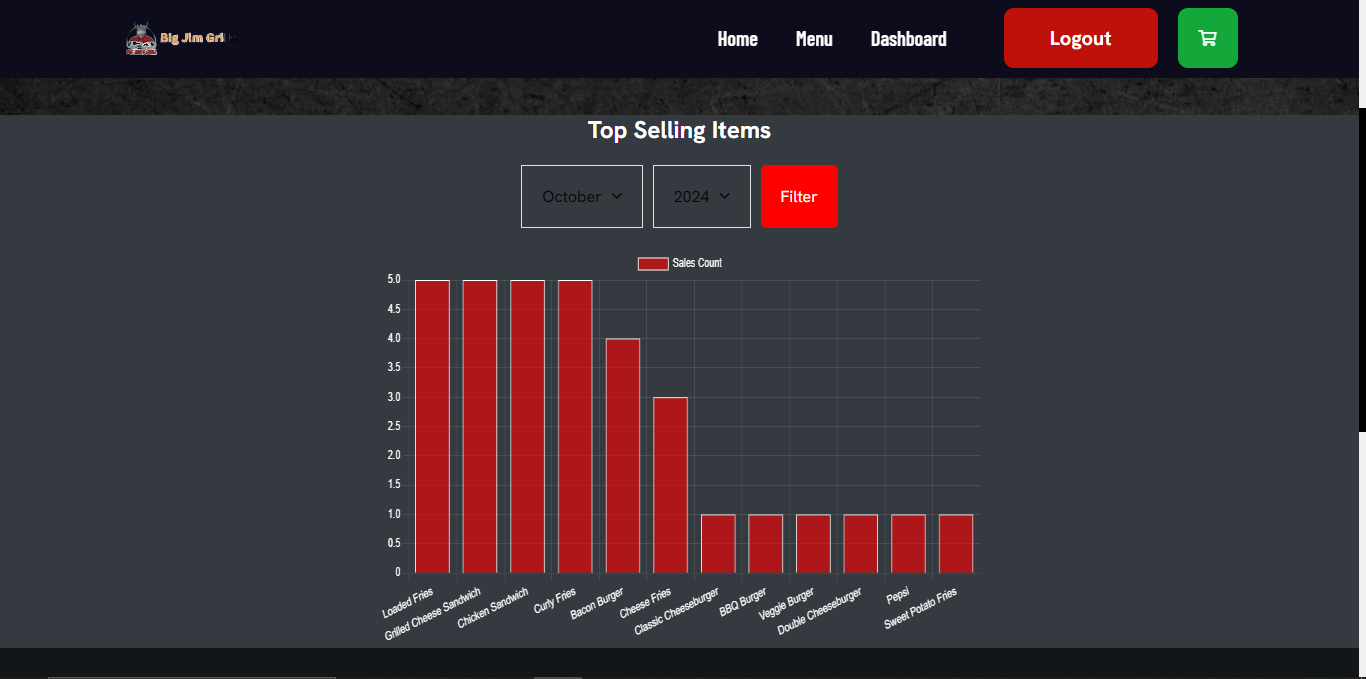 Big Jim Gri
Home Menu Dashboard Logout
Top Selling Items
October 2024 Filter
Sales Count
5.0
4.5
4.0
3.5
3.0
2.5
2.0
1.5
1.0
0.5
0
Loaded Fries
Grilled Cheese Sandwich
Chicken Sandwich
Curly Fries
Bacon Burger
Cheese Fries
Classic Cheeseburger
BBQ Burger
Veggie Burger
Double Cheeseburger
Pepsi
Sweet Potato Fries